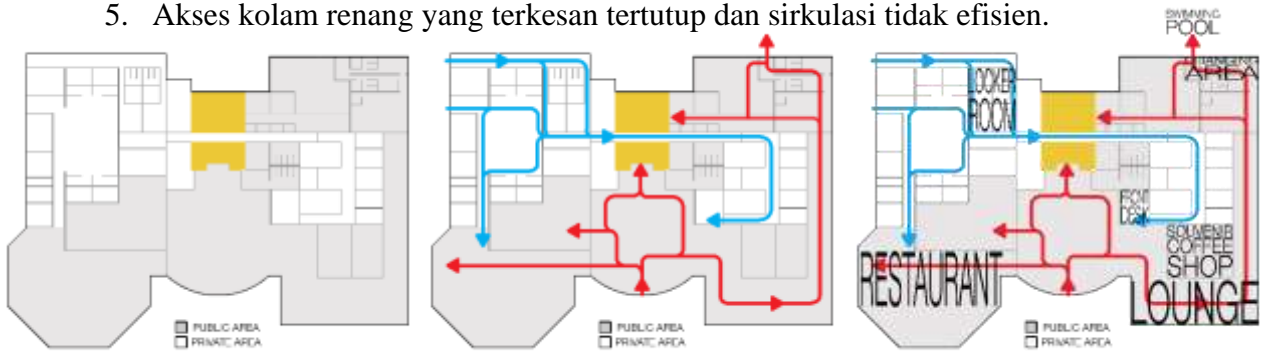 5. Akses kolam renang yang terkesan tertutup dan sirkulasi tidak efisien.
SWIMMING
POOL
CHANGING
AREA
LOCKER
ROOM
FRONT
DESK
SOUVENIR
COFFEE
SHOP
RESTAURANT
LOUNGE
PUBLIC AREA
PRIVATE AREA
PUBLIC AREA
PRIVATE AREA
PUBLIC AREA
PRIVATE AREA